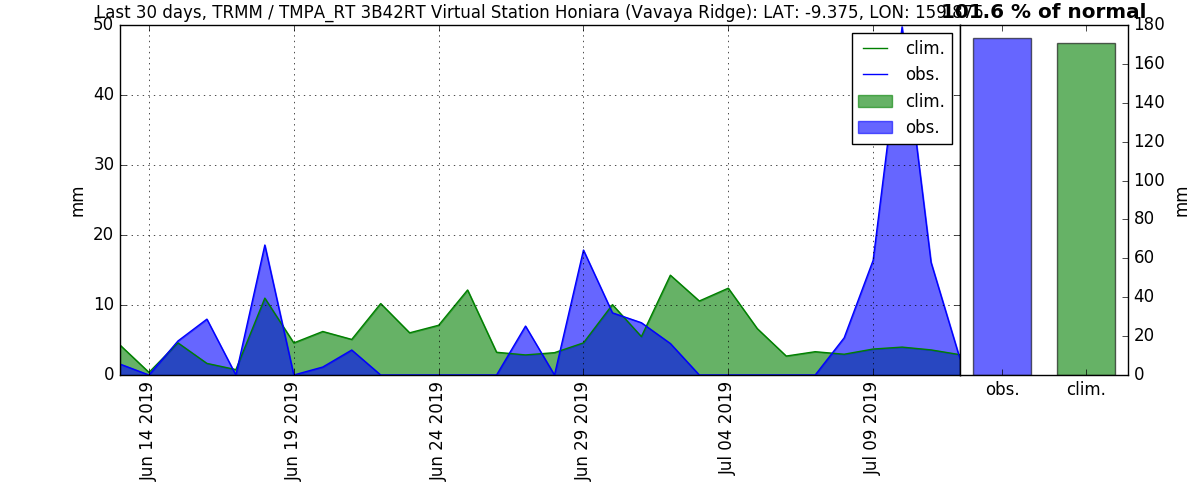 Last 30 days, TRMM / TMPA_RT 3B42RT Virtual Station Honiara (Vavaya Ridge): LAT: -9.375, LON:
101.6 % of normal
50
40
30
20
10
0
mm
clim.
obs.
clim.
obs.
180
160
140
120
100
80
60
40
20
0
mm
obs.
clim.
Jun 14 2019
Jun 19 2019
Jun 24 2019
Jun 29 2019
Jul 04 2019
Jul 09 2019